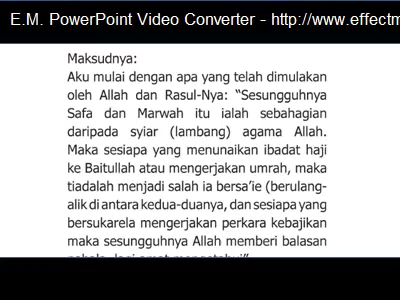 E.M. PowerPoint Video Converter - http://www.effectm
Maksudnya:
Aku mulai dengan apa yang telah dimulakan
oleh Allah dan Rasul-Nya: “Sesungguhnya
Safa dan Marwah itu ialah sebahagian
daripada syiar (lambang) agama Allah.
Maka sesiapa yang menunaikan ibadat haji
ke Baitullah atau mengerjakan umrah, maka
tiadalah menjadi salah ia bersa’ie (berulang-
alik di antara kedua-duanya, dan sesiapa yang
bersukarela mengerjakan perkara kebajikan
maka sesungguhnya Allah memberi balasan